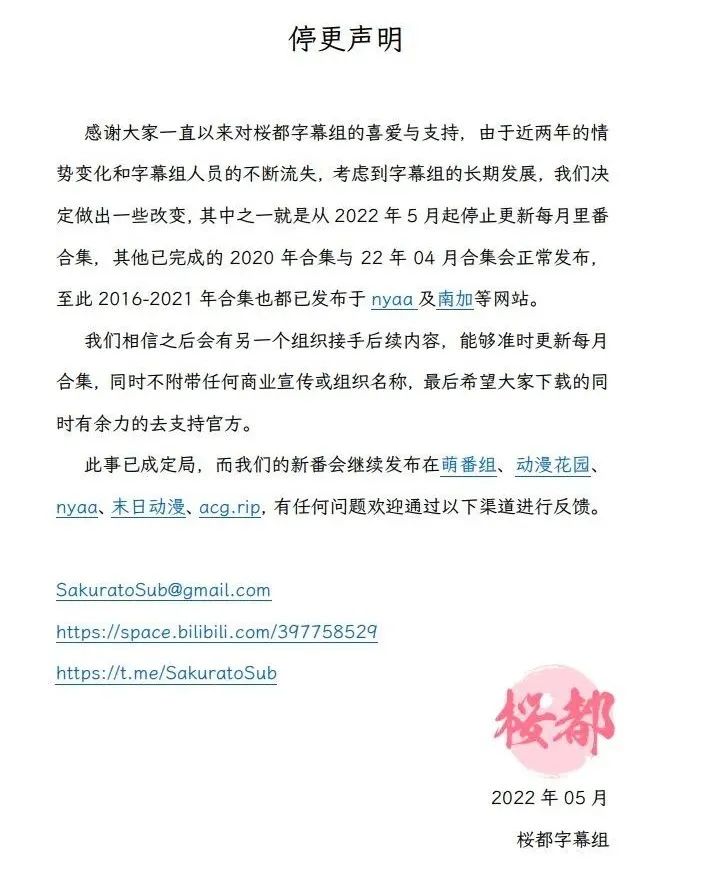 停更声明
感谢大家一直以来对桜都字幕组的喜爱与支持，由于近两年的情
势变化和字幕组人员的不断流失，考虑到字幕组的长期发展，我们决
定做出一些改变，其中之一就是从 2022 年 5 月起停止更新每月里番
合集，其他已完成的 2020 年合集与 22 年 04 月合集会正常发布，
至此 2016-2021 年合集也都已发布于 nyaa 及南加等网站。
我们相信之后会有另一个组织接手后续内容，能够准时更新每月
合集，同时不附带任何商业宣传或组织名称，最后希望大家下载的同
时有余力的去支持官方。
此事已成定局，而我们的新番会继续发布在萌番组、动漫花园、
nyaa、末日动漫、acg.rip，有任何问题欢迎通过以下渠道进行反馈。
SakuratoSub@gmail.com
https://space.bilibili.com/397758529
https://t.me/SakuratoSub
桜都
2022 年 05 月
桜都字幕组